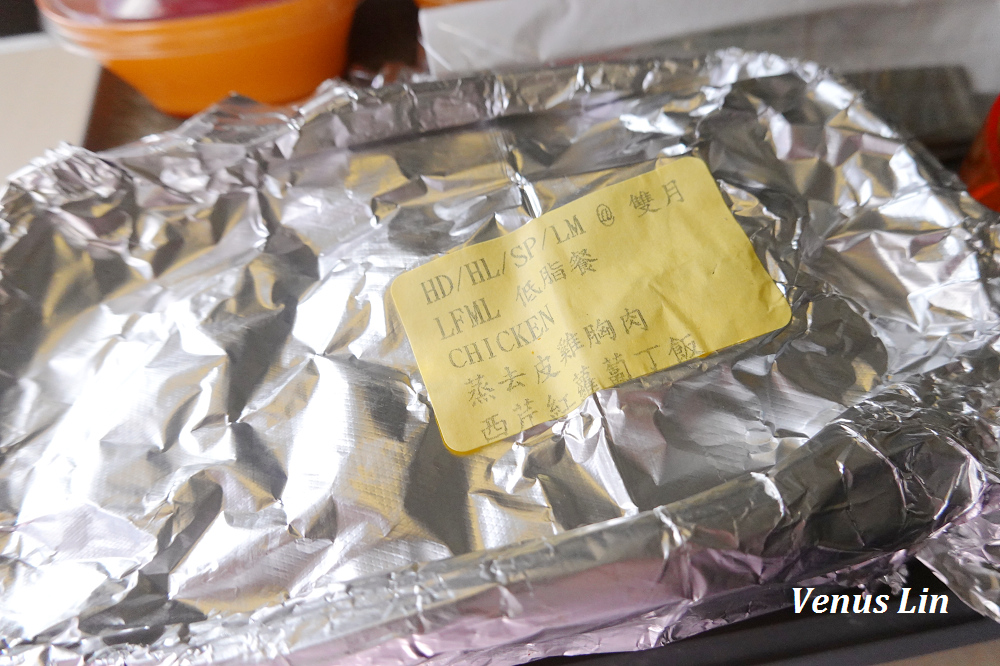 HD/HL/SP/LM @ 雙月
LFML 低脂餐
CHICKEN
蒸去皮雞胸肉
西芹紅蘿蔔丁飯
Venus Lin